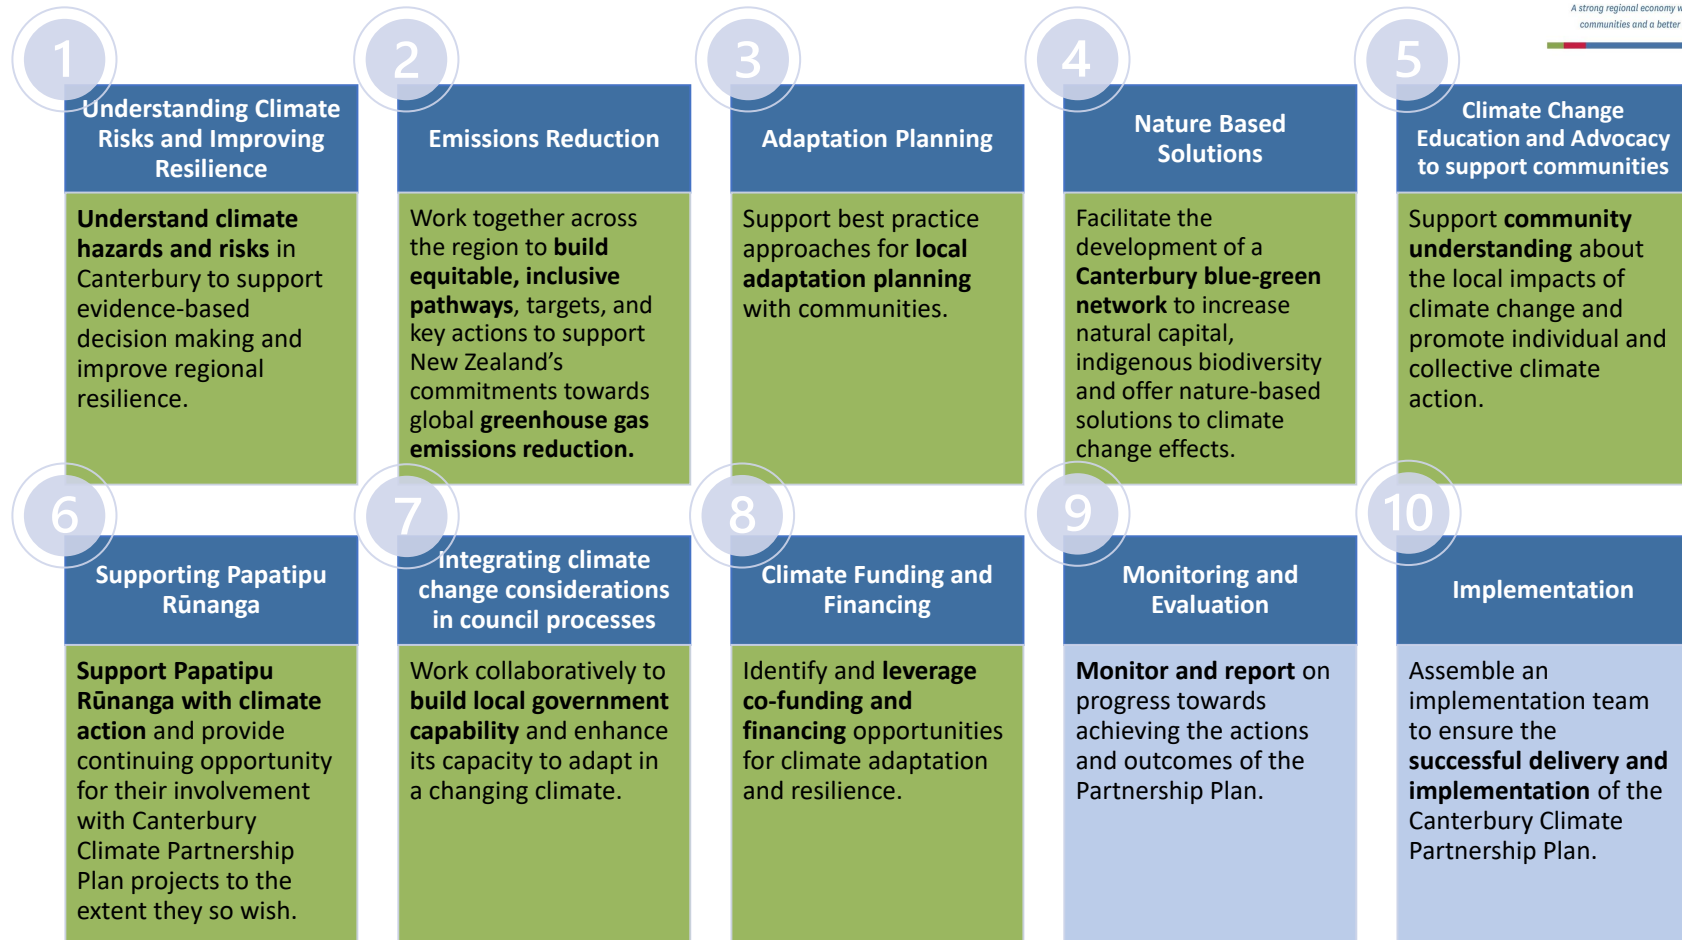 A strong regional economy w
communities and a better
1
Understanding Climate
Risks and Improving
Resilience
Understand climate
hazards and risks in
Canterbury to support
evidence-based
decision making and
improve regional
resilience.
2
Emissions Reduction
Work together across
the region to build
equitable, inclusive
pathways, targets, and
key actions to support
New Zealand’s
commitments towards
global greenhouse gas
emissions reduction.
3
Adaptation Planning
Support best practice
approaches for local
adaptation planning
with communities.
4
Nature Based
Solutions
Facilitate the
development of a
Canterbury blue-green
network to increase
natural capital,
indigenous biodiversity
and offer nature-based
solutions to climate
change effects.
5
Climate Change
Education and Advocacy
to support communities
Support community
understanding about
the local impacts of
climate change and
promote individual and
collective climate
action.
6
Supporting Papatipu
Rūnanga
Support Papatipu
Rūnanga with climate
action and provide
continuing opportunity
for their involvement
with Canterbury
Climate Partnership
Plan projects to the
extent they so wish.
7
Integrating climate
change considerations
in council processes
Work collaboratively to
build local government
capability and enhance
its capacity to adapt in
a changing climate.
8
Climate Funding and
Financing
Identify and leverage
co-funding and
financing opportunities
for climate adaptation
and resilience.
9
Monitoring and
Evaluation
Monitor and report on
progress towards
achieving the actions
and outcomes of the
Partnership Plan.
10
Implementation
Assemble an
implementation team
to ensure the
successful delivery and
implementation of the
Canterbury Climate
Partnership Plan.